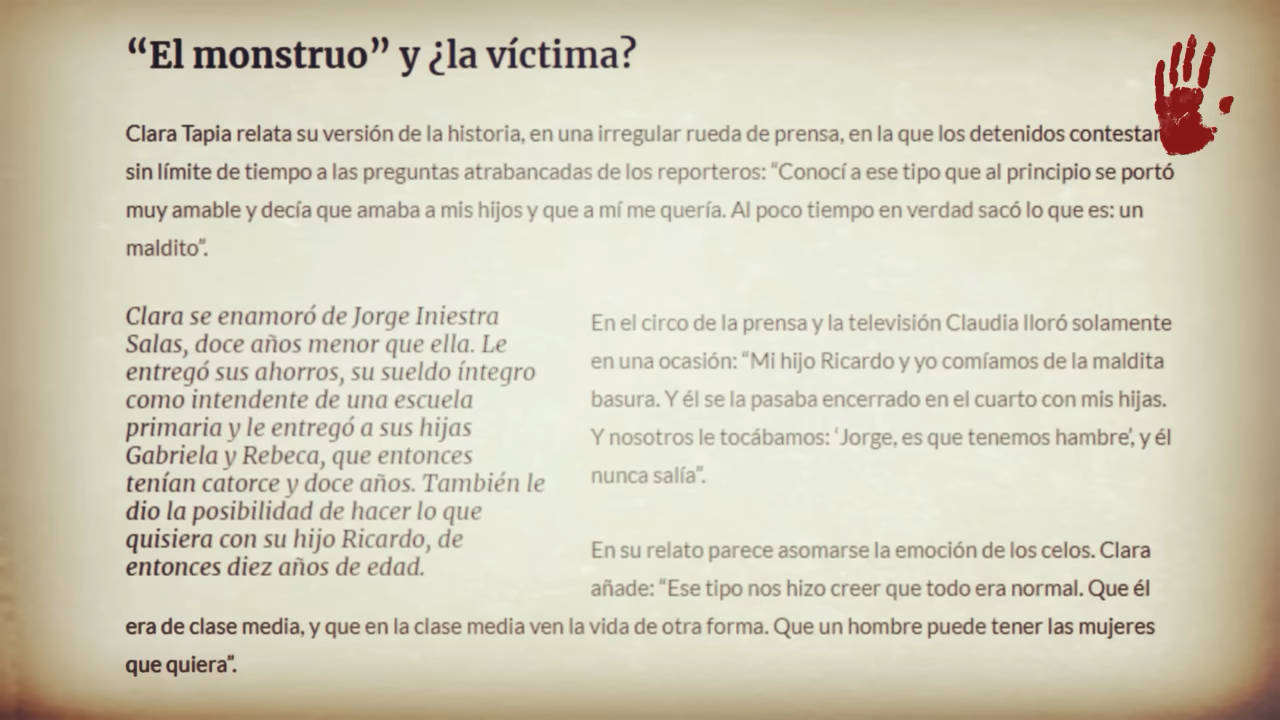 “El monstruo” y ¿la víctima?
Clara Tapia relata su versión de la historia, en una irregular rueda de prensa, en la que los detenidos contestan
sin límite de tiempo a las preguntas atrabancadas de los reporteros: “Conocí a ese tipo que al principio se portó
muy amable y decía que amaba a mis hijos y que a mí me quería. Al poco tiempo en verdad sacó lo que es: un
maldito”.
Clara se enamoró de Jorge Iniestra
Salas, doce años menor que ella. Le
entregó sus ahorros, su sueldo íntegro
como intendente de una escuela
primaria y le entregó a sus hijas
Gabriela y Rebeca, que entonces
tenían catorce y doce años. También le
dio la posibilidad de hacer lo que
quisiera con su hijo Ricardo, de
entonces diez años de edad.
En el circo de la prensa y la televisión Claudia lloró solamente
en una ocasión: “Mi hijo Ricardo y yo comíamos de la maldita
basura. Y él se la pasaba encerrado en el cuarto con mis hijas.
Y nosotros le tocábamos: ‘Jorge, es que tenemos hambre’, y él
nunca salía”.
En su relato parece asomarse la emoción de los celos. Clara
añade: “Ese tipo nos hizo creer que todo era normal. Que él
era de clase media, y que en la clase media ven la vida de otra forma. Que un hombre puede tener las mujeres
que quiera”.